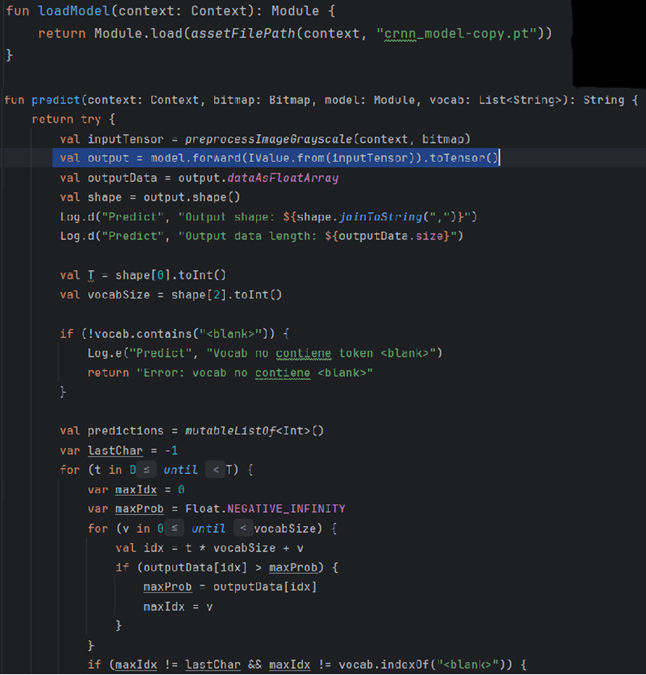 fun loadModel(context: Context): Module {
    return Module.load(assetFilePath(context, "crnn_model-copy.pt"))
}
fun predict(context: Context, bitmap: Bitmap, model: Module, vocab: List<String>): String {
    return try {
        val inputTensor = preprocessImageGrayscale(context, bitmap)
        val output = model.forward(IValue.from(inputTensor)).toTensor()
        val outputData = output.dataAsFloatArray
        val shape = output.shape()
        Log.d("Predict", "Output shape: ${shape.joinToString(",")}")
        Log.d("Predict", "Output data length: ${outputData.size}")
        val T = shape[0].toInt()
        val vocabSize = shape[2].toInt()
        if (!vocab.contains("<blank>")) {
            Log.e("Predict", "Vocab no contiene token <blank>")
            return "Error: vocab no contiene <blank>"
        }
        val predictions = mutableListOf<Int>()
        var lastChar = -1
        for (t in 0 ≤ until < T) {
            var maxIdx = 0
            var maxProb = Float.NEGATIVE_INFINITY
            for (v in 0 ≤ until < vocabSize) {
                val idx = t * vocabSize + v
                if (outputData[idx] > maxProb) {
                    maxProb = outputData[idx]
                    maxIdx = v
                }
            }
            if (maxIdx != lastChar && maxIdx != vocab.indexOf("<blank>")) {